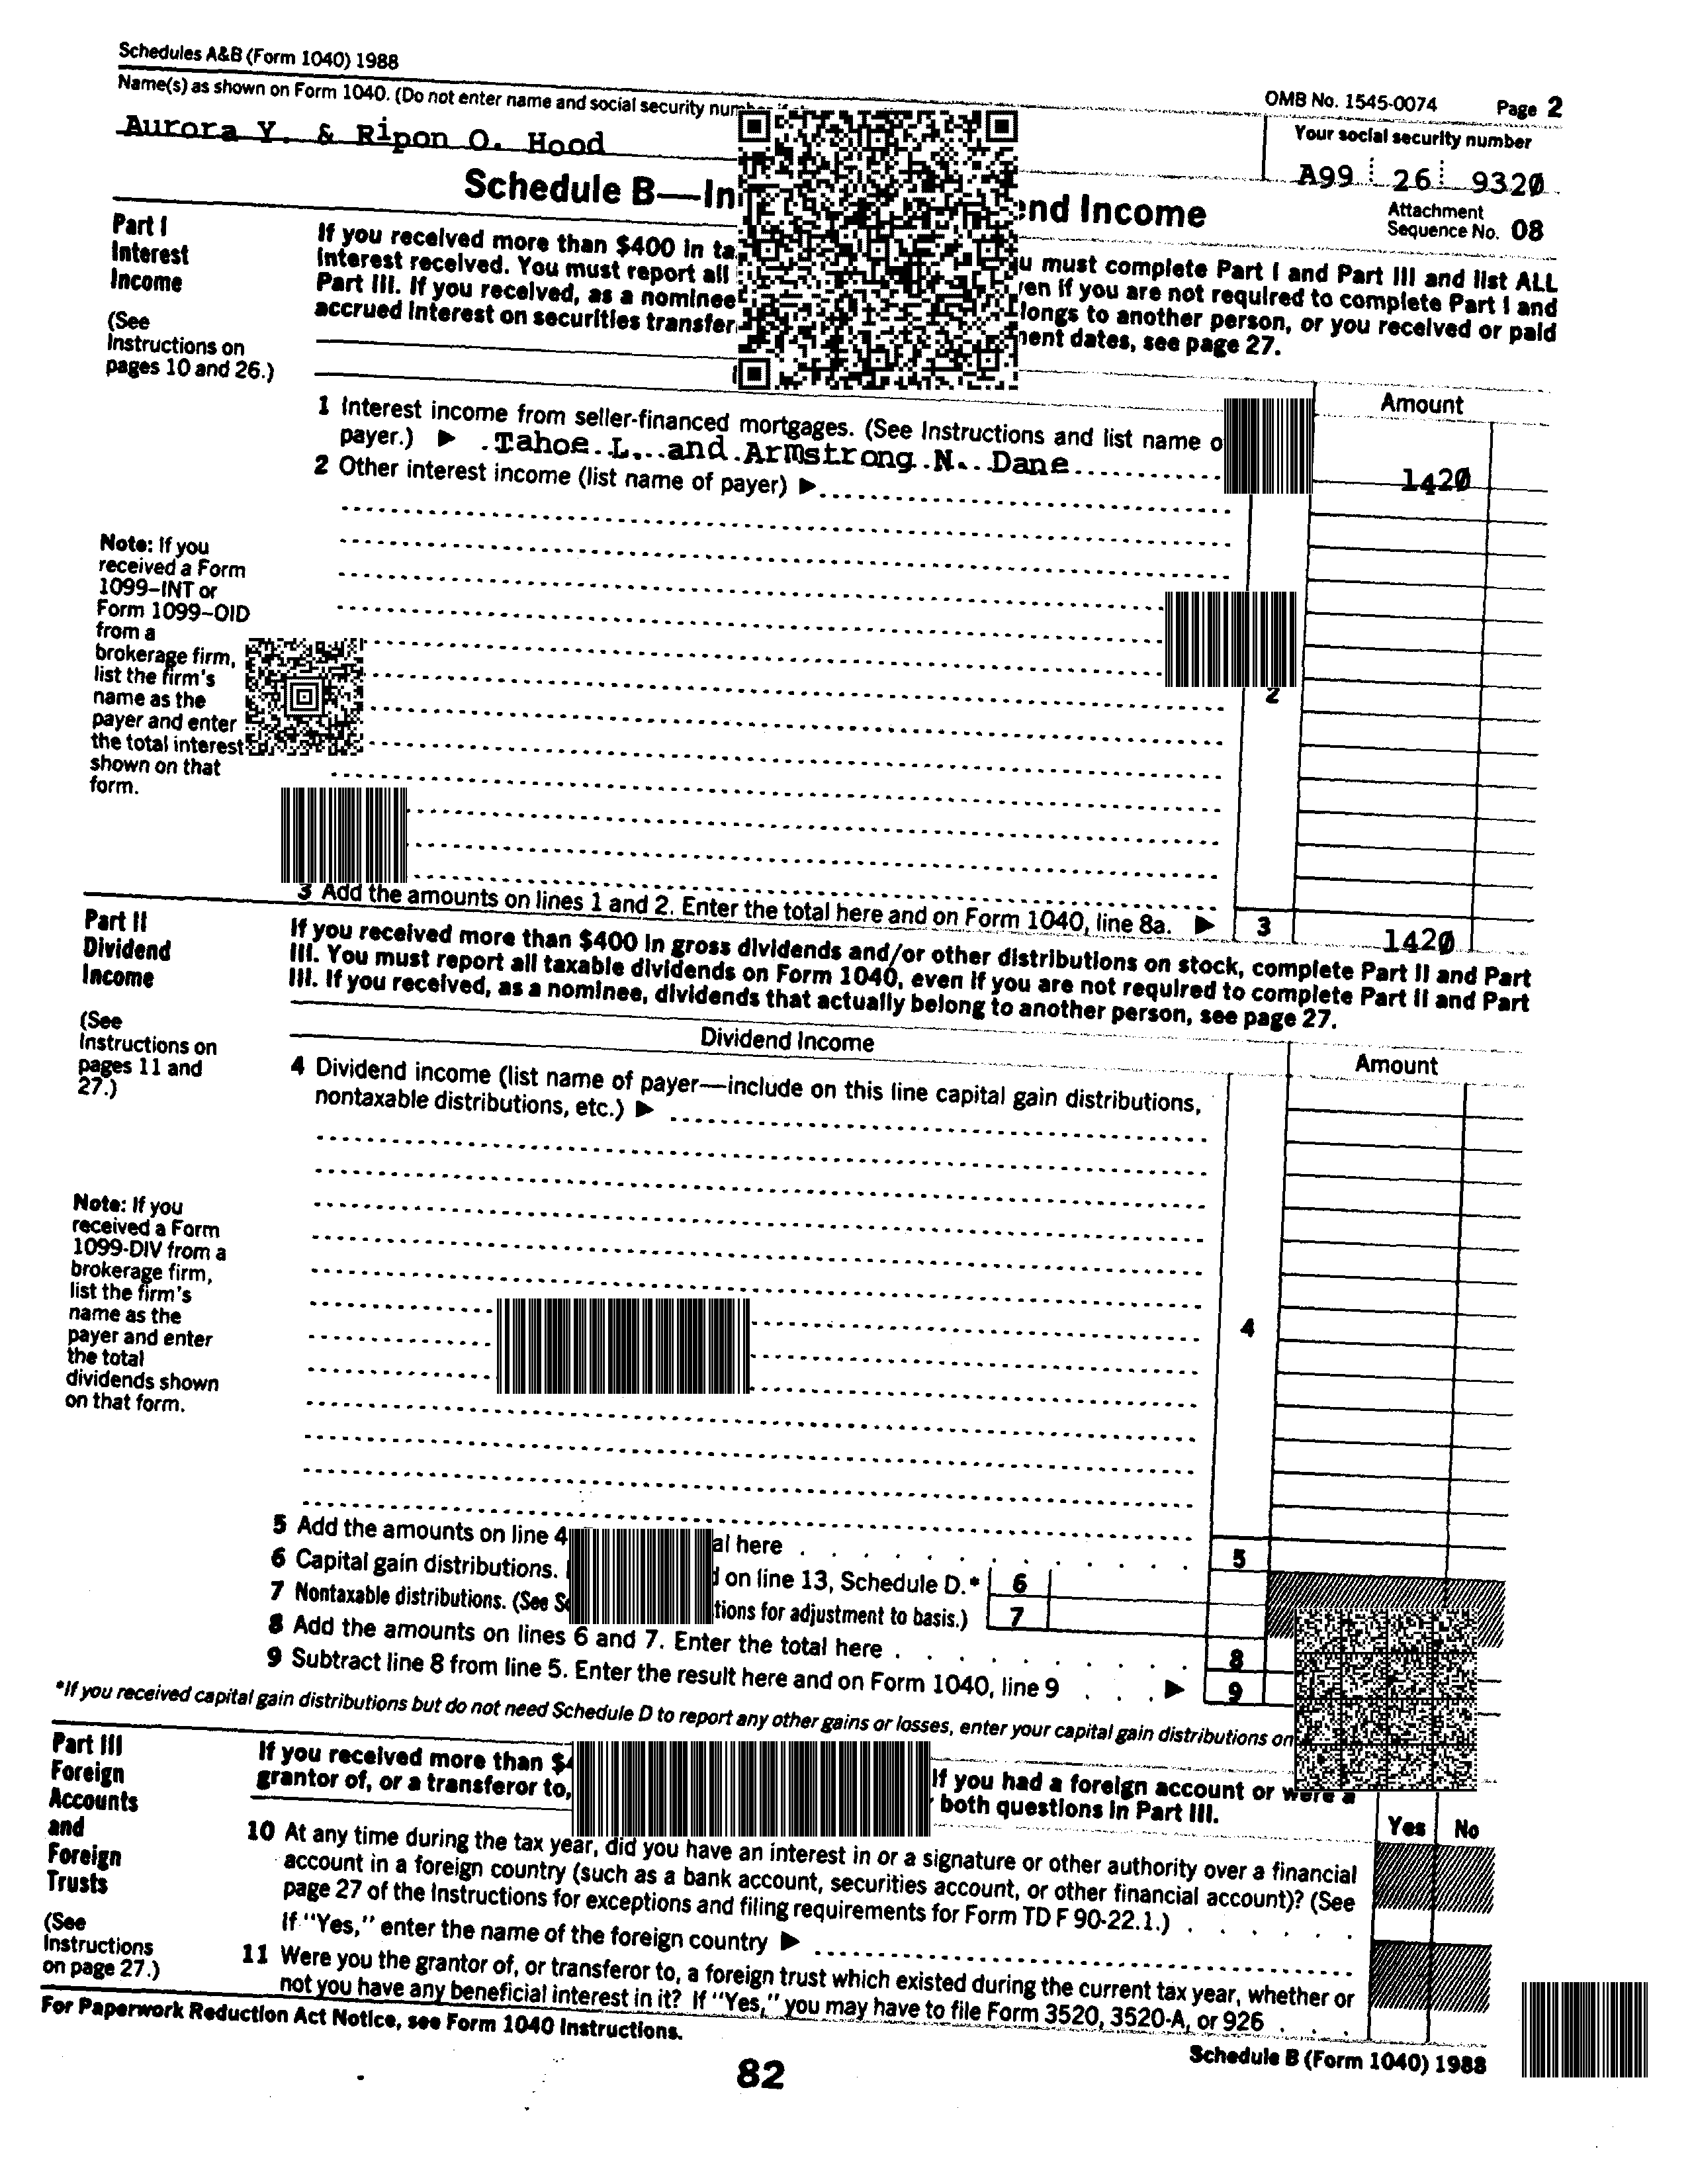 Schedules A&B (Form 1040) 1988
OMB No. 1545-0074 Page 2
Name(s) as shown on Form 1040. (Do not enter name and social security
Your social security number
Aurora Y. & Ripon O. Hood
A99 26 9320
Schedule B— Income
Attachment
Sequence No. 08
Part I
Interest
Income
(See
Instructions on
pages 10 and 26.)
If you received more than $400 in must complete Part I and Part III and list ALL
interest received. You must report all if you are not required to complete Part I and
Part III. If you received, as a nominee to another person, or you received or paid
accrued interest on securities dates, see page 27.
Amount
1 Interest income from seller-financed mortgages. (See Instructions and list name
payer.) ▶ Tahoe L. and Armstrong N. Dane
1420
2 Other interest income (list name of payer) ▶
Note: If you
received a Form
1099–INT or
Form 1099–OID
from a
brokerage firm,
list the firm's
name as the
payer and enter
the total interest
shown on that
form.
2
3 Add the amounts on lines 1 and 2. Enter the total here and on Form 1040, line 8a. ▶ 3 1420
Part II
Dividend
Income
(See
Instructions on
pages 11 and
27.)
If you received more than $400 in gross dividends and/or other distributions on stock, complete Part II and Part
III. You must report all taxable dividends on Form 1040, even if you are not required to complete Part II and Part
III. If you received, as a nominee, dividends that actually belong to another person, see page 27.
Dividend Income
Amount
4 Dividend income (list name of payer—include on this line capital gain distributions,
nontaxable distributions, etc.) ▶
Note: If you
received a Form
1099-DIV from a
brokerage firm,
list the firm's
name as the
payer and enter
the total
dividends shown
on that form.
4
5 Add the amounts on line 4 here . . . . . . . . . . . . 5
6 Capital gain distributions. on line 13, Schedule D.* 6
7 Nontaxable distributions. (See for adjustment to basis.) 7
8 Add the amounts on lines 6 and 7. Enter the total here . . . . . . . . . 8
9 Subtract line 8 from line 5. Enter the result here and on Form 1040, line 9 . . . ▶ 9
*If you received capital gain distributions but do not need Schedule D to report any other gains or losses, enter your capital gain distributions on
Part III
Foreign
Accounts
and
Foreign
Trusts
(See
Instructions
on page 27.)
If you received more than If you had a foreign account or were a
grantor of, or a transferor to, both questions in Part III.
Yes No
10 At any time during the tax year, did you have an interest in or a signature or other authority over a financial
account in a foreign country (such as a bank account, securities account, or other financial account)? (See
page 27 of the Instructions for exceptions and filing requirements for Form TD F 90-22.1.) . . . . . .
If "Yes," enter the name of the foreign country ▶
11 Were you the grantor of, or transferor to, a foreign trust which existed during the current tax year, whether or
not you have any beneficial interest in it? If "Yes," you may have to file Form 3520, 3520-A, or 926 . . .
For Paperwork Reduction Act Notice, see Form 1040 Instructions.
Schedule B (Form 1040) 1988
82